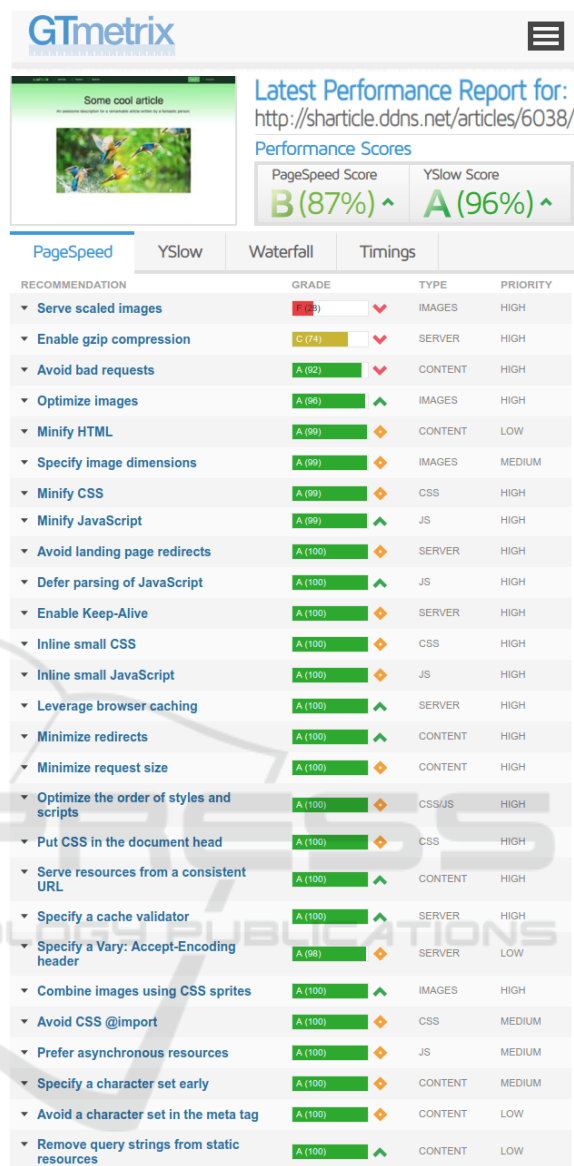 GTmetrix
Some cool article
An awesome description for a remarkable article edited by a fantastic person
Latest Performance Report for:
http://sharticle.ddns.net/articles/6038/
Performance Scores
PageSpeed Score YSlow Score
B (87%) A (96%)
PageSpeed YSlow Waterfall Timings
RECOMMENDATION GRADE TYPE PRIORITY
Serve scaled images F (28) IMAGES HIGH
Enable gzip compression C (74) SERVER HIGH
Avoid bad requests A (92) CONTENT HIGH
Optimize images A (96) IMAGES HIGH
Minify HTML A (99) CONTENT LOW
Specify image dimensions A (99) IMAGES MEDIUM
Minify CSS A (99) CSS HIGH
Minify JavaScript A (99) JS HIGH
Avoid landing page redirects A (100) SERVER HIGH
Defer parsing of JavaScript A (100) JS HIGH
Enable Keep-Alive A (100) SERVER HIGH
Inline small CSS A (100) CSS HIGH
Inline small JavaScript A (100) JS HIGH
Leverage browser caching A (100) SERVER HIGH
Minimize redirects A (100) CONTENT HIGH
Minimize request size A (100) CONTENT HIGH
Optimize the order of styles and
scripts A (100) CSS/JS HIGH
Put CSS in the document head A (100) CSS HIGH
Serve resources from a consistent
URL A (100) CONTENT HIGH
Specify a cache validator A (100) SERVER HIGH
Specify a Vary: Accept-Encoding
header A (98) SERVER LOW
Combine images using CSS sprites A (100) IMAGES HIGH
Avoid CSS @import A (100) CSS MEDIUM
Prefer asynchronous resources A (100) JS MEDIUM
Specify a character set early A (100) CONTENT MEDIUM
Avoid a character set in the meta tag A (100) CONTENT LOW
Remove query strings from static
resources A (100) CONTENT LOW